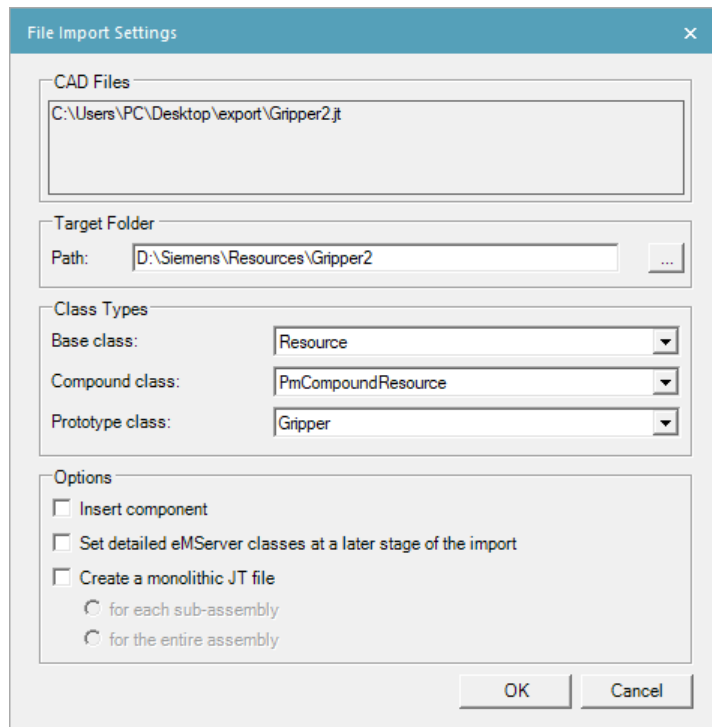 File Import Settings
CAD Files
C:\Users\PC\Desktop\export\Gripper2.jt
Target Folder
Path: D:\Siemens\Resources\Gripper2 ...
Class Types
Base class: Resource
Compound class: PmCompoundResource
Prototype class: Gripper
Options
Insert component
Set detailed eMServer classes at a later stage of the import
Create a monolithic JT file
for each sub-assembly
for the entire assembly
OK Cancel